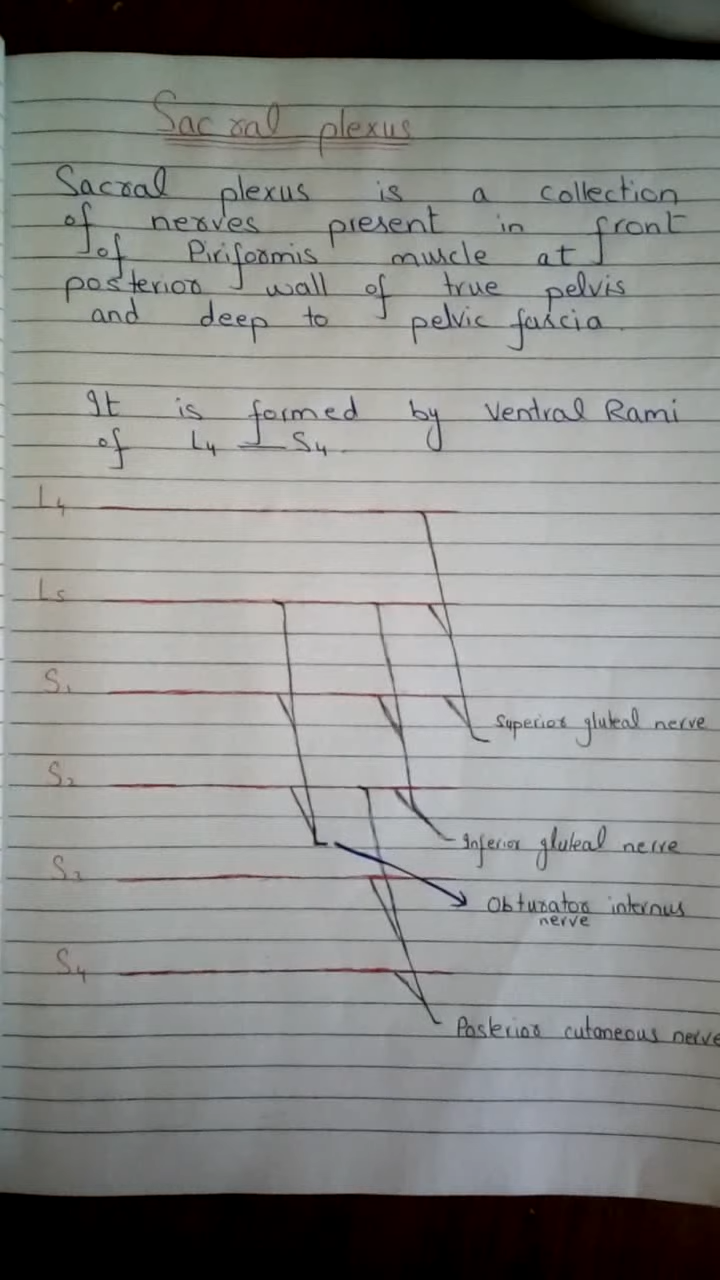 Sacral plexus
Sacral plexus is a collection
of nerves present in front
of Piriformis muscle at
posterior wall of true pelvis
and deep to pelvic fascia.
It is formed by Ventral Rami
of L4 — S4.
L4
L5
S1
Superior gluteal nerve
S2
Inferior gluteal nerve
S3
Obturator internus
nerve
S4
Posterior cutaneous nerve